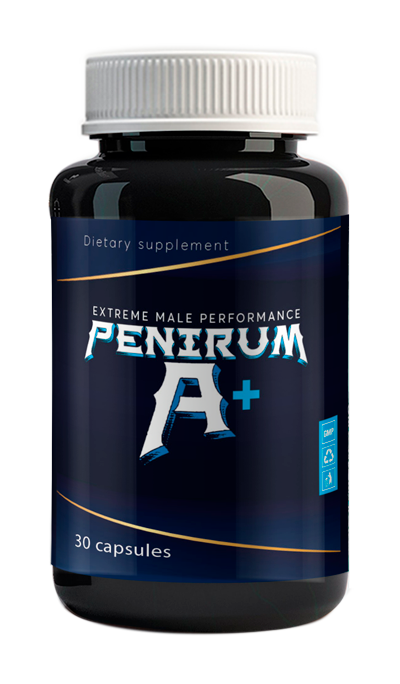 Dietary supplement
EXTREME MALE PERFORMANCE
PENIRUM
A+
GMP
30 capsules